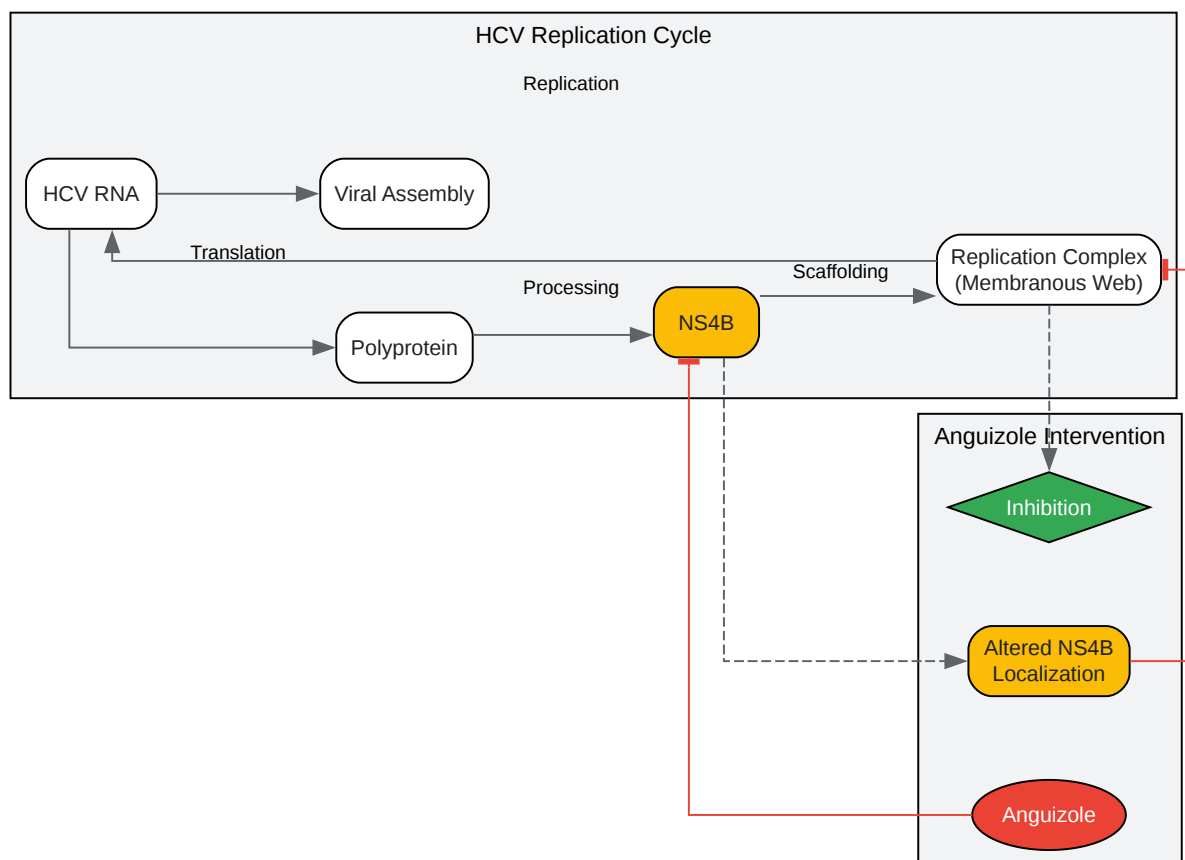 HCV Replication Cycle
Replication
HCV RNA
Viral Assembly
Translation
Replication Complex
(Membranous Web)
Scaffolding
Processing
NS4B
Polyprotein
Anguizole Intervention
Inhibition
Altered NS4B
Localization
Anguizole